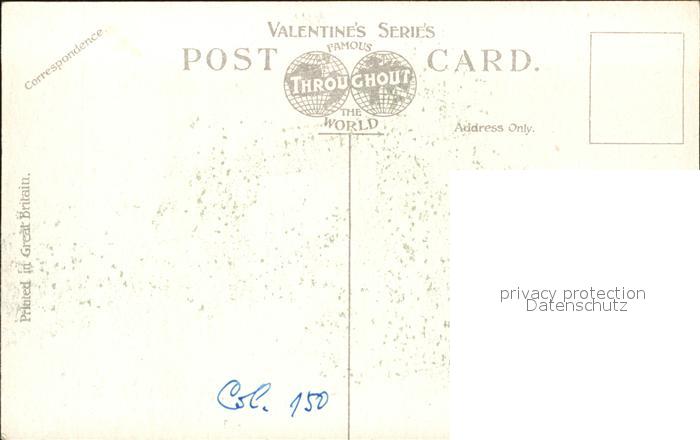 VALENTINE'S SERIES
FAMOUS
POST CARD.
THROUGHOUT
THE
WORLD
Correspondence.
Address Only.
Printed in Great Britain.
privacy protection
Datenschutz
Col. 150